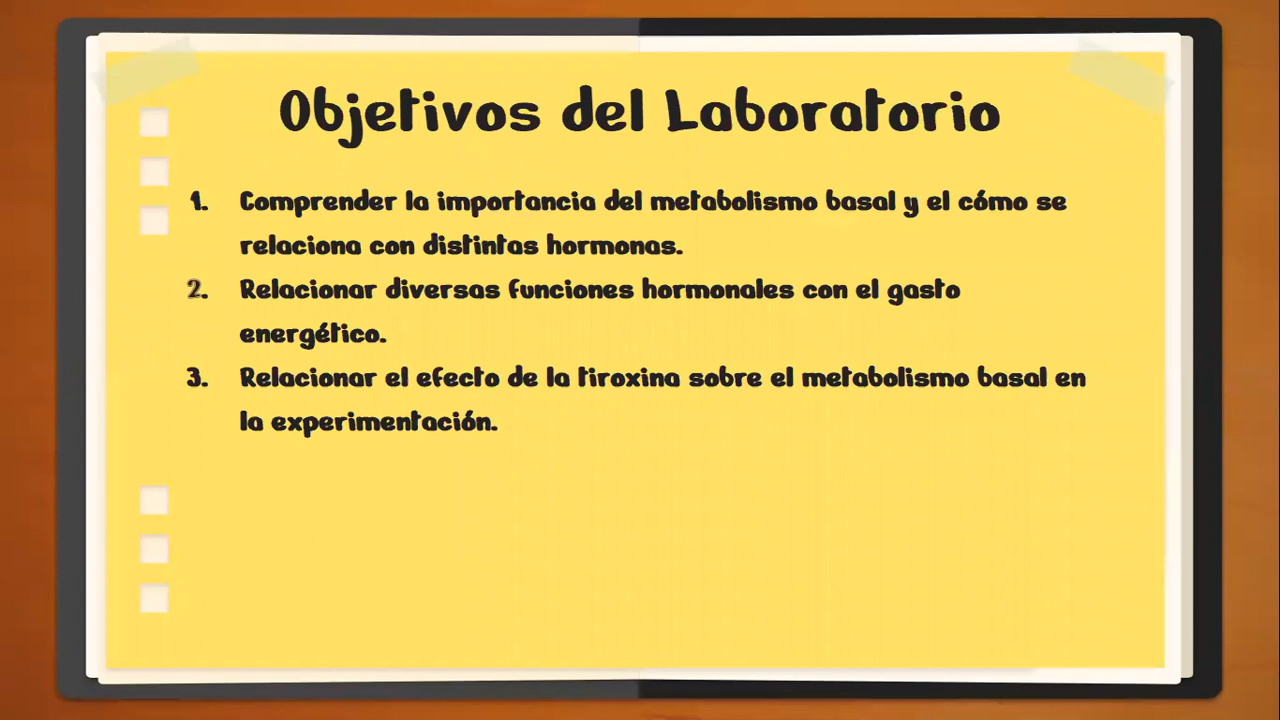 Objetivos del Laboratorio
1. Comprender la importancia del metabolismo basal y el cómo se
relaciona con distintas hormonas.
2. Relacionar diversas funciones hormonales con el gasto
energético.
3. Relacionar el efecto de la tiroxina sobre el metabolismo basal en
la experimentación.